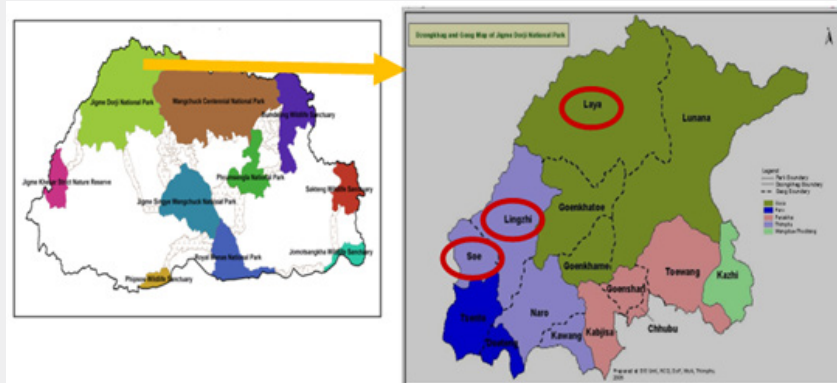 Jigme Dorji National Park
Wangchuck Centennial National Park
Bumdeling Wildlife Sanctuary
Phrumsengla National Park
Jigme Khesar Strict Nature Reserve
Jigme Singye Wangchuck National Park
Sakteng Wildlife Sanctuary
Royal Manas National Park
Jomotsangkha Wildlife Sanctuary
Phipsoo Wildlife Sanctuary
Dzongkhag and Geog Map of Jigme Dorji National Park
Laya
Lunana
Legend
Park Boundary
Dzongkhag Boundary
Geog Boundary
Gasa
Paro
Punakha
Thimphu
Wangdue Phodrang
Lingzhi
Goenkhatoe
Soe
Goenkhame
Toewang
Kazhi
Goenshari
Naro
Kawang
Kabjisa
Chhubu